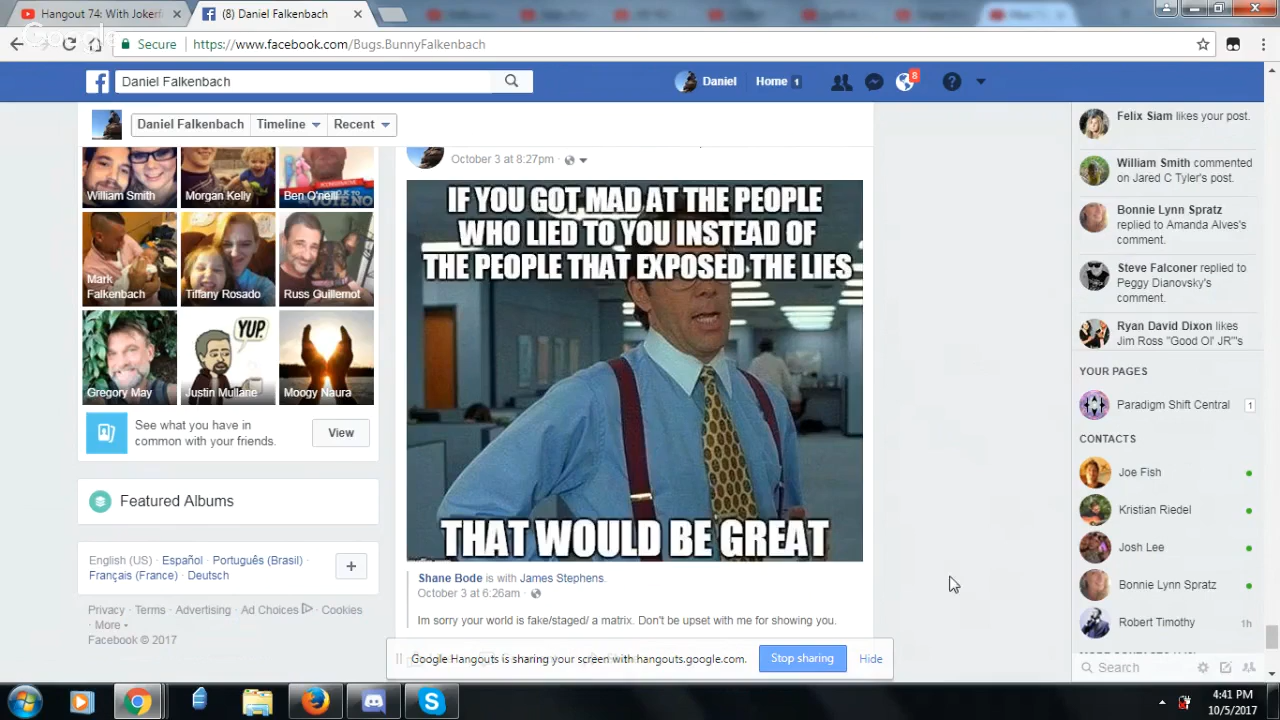 Hangout 74: With Jokerf
(8) Daniel Falkenbach
Secure
https://www.facebook.com/Bugs.BunnyFalkenbach
Daniel Falkenbach
Daniel
Home 1
8
Daniel Falkenbach
Timeline
Recent
William Smith
Morgan Kelly
Ben O'neill
Mark
Falkenbach
Tiffany Rosado
Russ Guillemot
YUP.
Gregory May
Justin Mullane
Moogy Naura
See what you have in
common with your friends.
View
Featured Albums
English (US) · Español · Português (Brasil) ·
Français (France) · Deutsch
Privacy · Terms · Advertising · Ad Choices · Cookies
· More
Facebook © 2017
October 3 at 8:27pm ·
IF YOU GOT MAD AT THE PEOPLE
WHO LIED TO YOU INSTEAD OF
THE PEOPLE THAT EXPOSED THE LIES
THAT WOULD BE GREAT
Shane Bode is with James Stephens.
October 3 at 6:26am ·
Im sorry your world is fake/staged/ a matrix. Don't be upset with me for showing you.
Google Hangouts is sharing your screen with hangouts.google.com.
Stop sharing
Hide
Felix Siam likes your post.
William Smith commented
on Jared C Tyler's post.
Bonnie Lynn Spratz
replied to Amanda Alves's
comment.
Steve Falconer replied to
Peggy Dianovsky's
comment.
Ryan David Dixon likes
Jim Ross "Good Ol' JR"'s
YOUR PAGES
Paradigm Shift Central
1
CONTACTS
Joe Fish
Kristian Riedel
Josh Lee
Bonnie Lynn Spratz
Robert Timothy
1h
Search
4:41 PM
10/5/2017